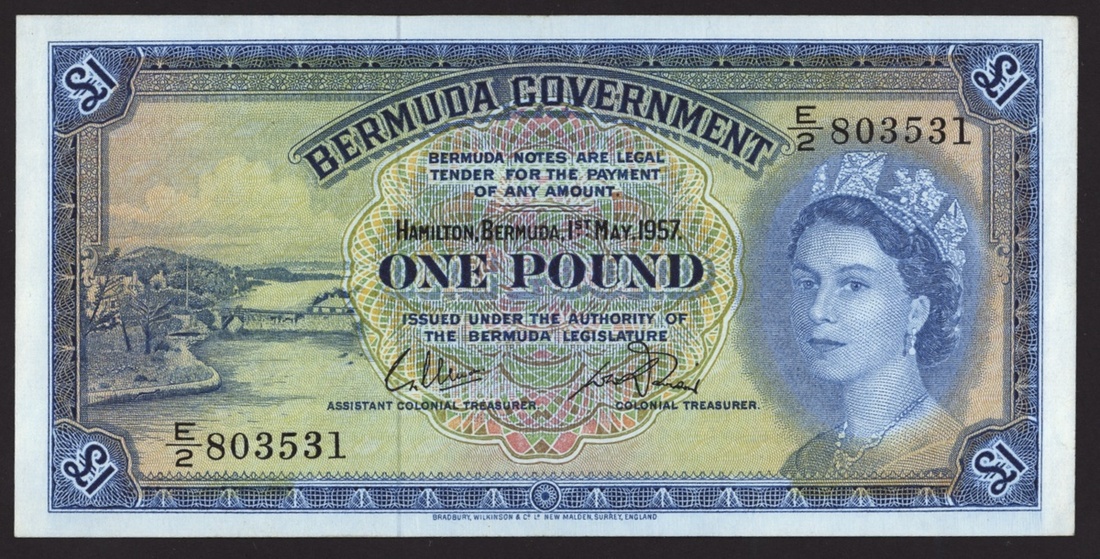 £1
£1
BERMUDA GOVERNMENT
E/2 803531
BERMUDA NOTES ARE LEGAL
TENDER FOR THE PAYMENT
OF ANY AMOUNT
HAMILTON, BERMUDA, 1ST MAY, 1957.
ONE POUND
ISSUED UNDER THE AUTHORITY OF
THE BERMUDA LEGISLATURE
ASSISTANT COLONIAL TREASURER.
COLONIAL TREASURER.
E/2 803531
£1
£1
BRADBURY, WILKINSON & Co. Ld. NEW MALDEN, SURREY, ENGLAND